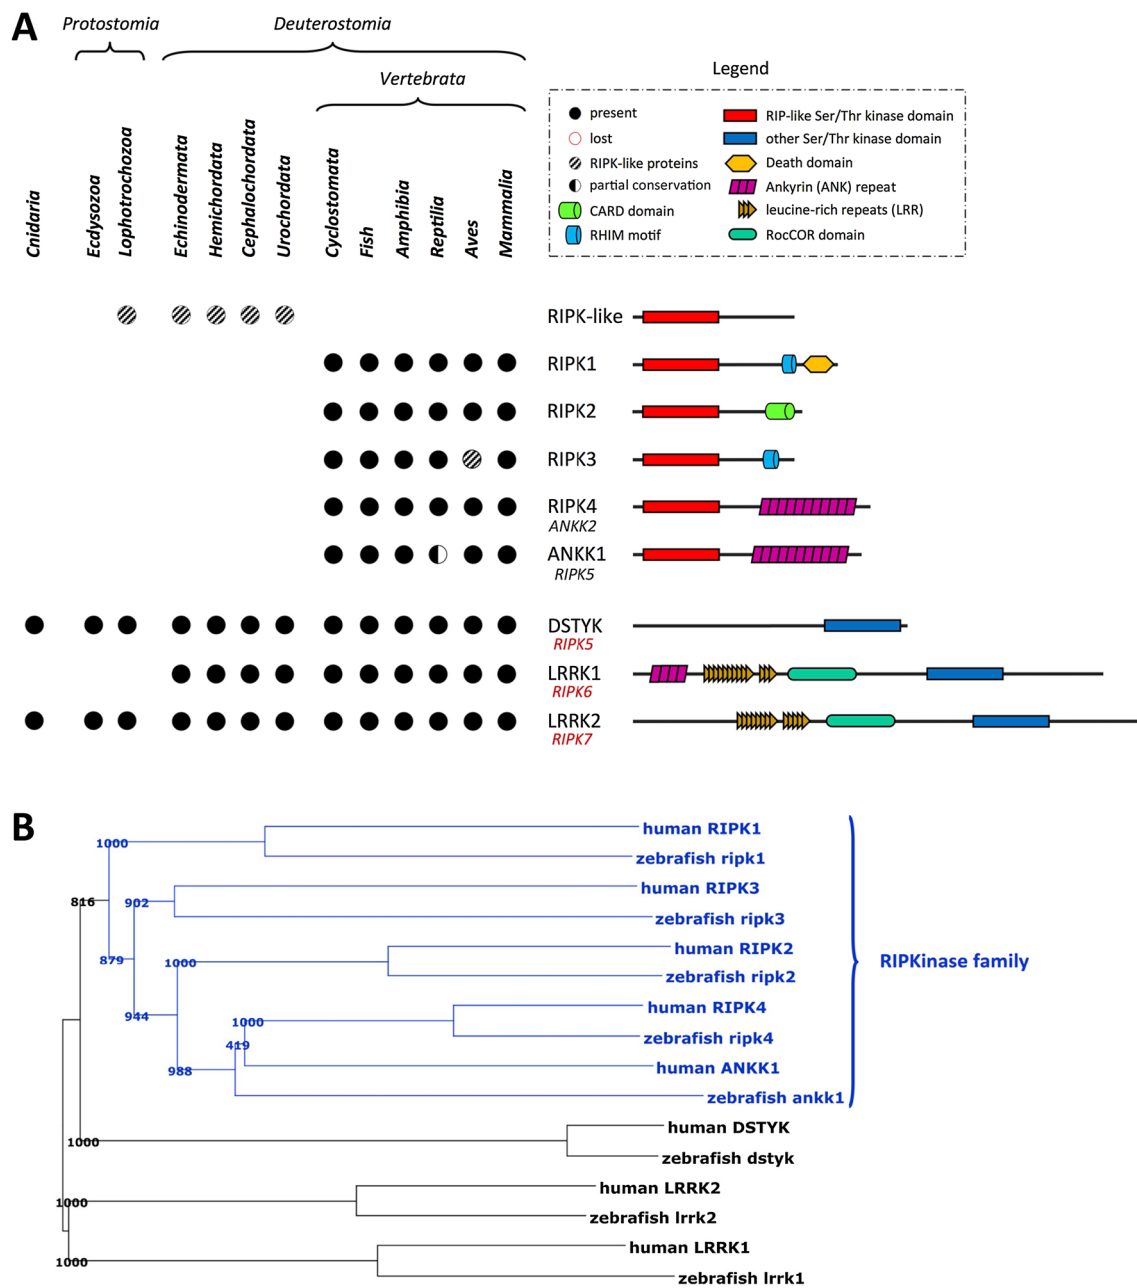 A
Protostomia
Deuterostomia
Vertebrata
Cnidaria
Ecdysozoa
Lophotrochozoa
Echinodermata
Hemichordata
Cephalochordata
Urochordata
Cyclostomata
Fish
Amphibia
Reptilia
Aves
Mammalia
Legend
present
lost
RIPK-like proteins
partial conservation
CARD domain
RHIM motif
RIP-like Ser/Thr kinase domain
other Ser/Thr kinase domain
Death domain
Ankyrin (ANK) repeat
leucine-rich repeats (LRR)
RocCOR domain
RIPK-like
RIPK1
RIPK2
RIPK3
RIPK4
ANKK2
ANKK1
RIPK5
DSTYK
RIPK5
LRRK1
RIPK6
LRRK2
RIPK7
B
human RIPK1
1000
zebrafish ripk1
human RIPK3
816
902
zebrafish ripk3
human RIPK2
879
1000
RIPKinase family
zebrafish ripk2
human RIPK4
944
1000
zebrafish ripk4
419
988
human ANKK1
zebrafish ankk1
human DSTYK
1000
zebrafish dstyk
human LRRK2
1000
zebrafish lrrk2
human LRRK1
1000
zebrafish lrrk1